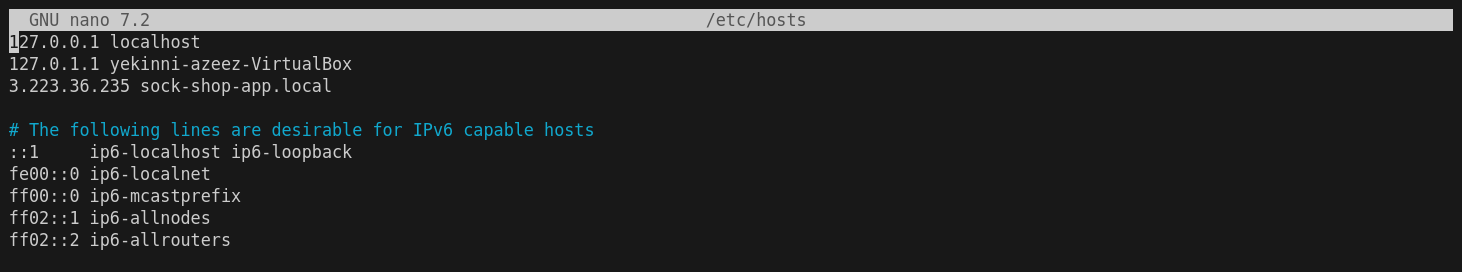 GNU nano 7.2 /etc/hosts
127.0.0.1 localhost
127.0.1.1 yekinni-azeez-VirtualBox
3.223.36.235 sock-shop-app.local
# The following lines are desirable for IPv6 capable hosts
::1     ip6-localhost ip6-loopback
fe00::0 ip6-localnet
ff00::0 ip6-mcastprefix
ff02::1 ip6-allnodes
ff02::2 ip6-allrouters